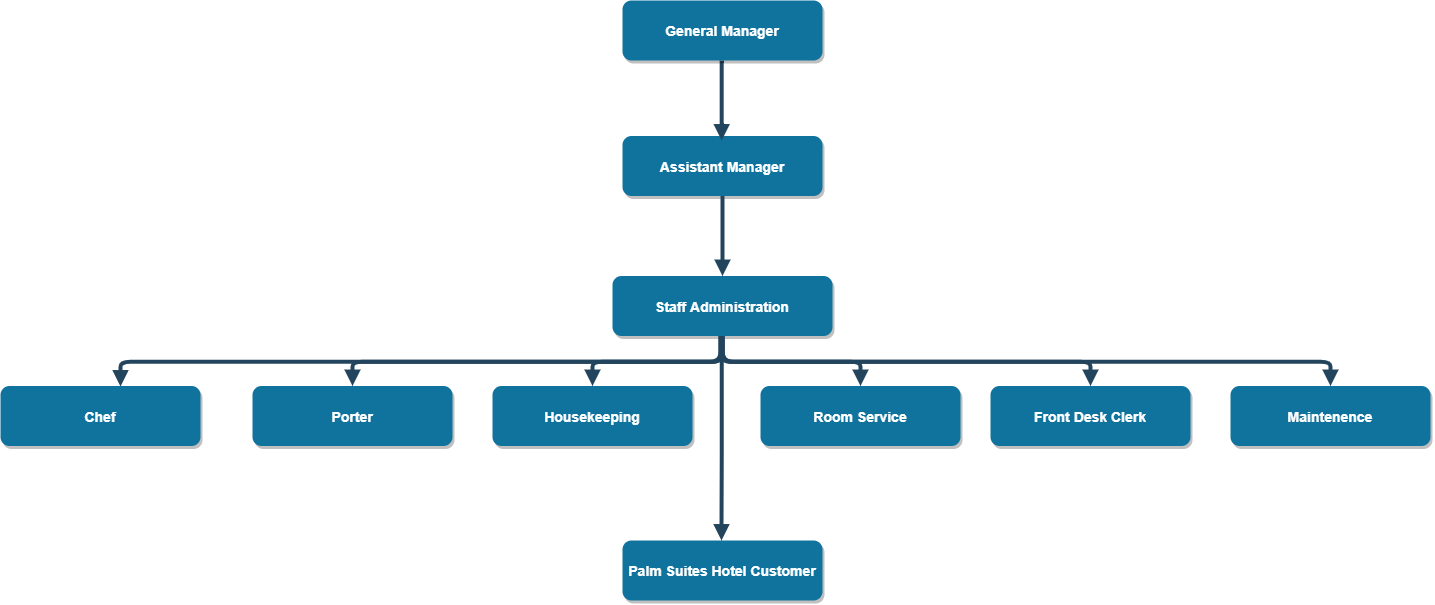 General Manager
Assistant Manager
Staff Administration
Chef
Porter
Housekeeping
Room Service
Front Desk Clerk
Maintenence
Palm Suites Hotel Customer